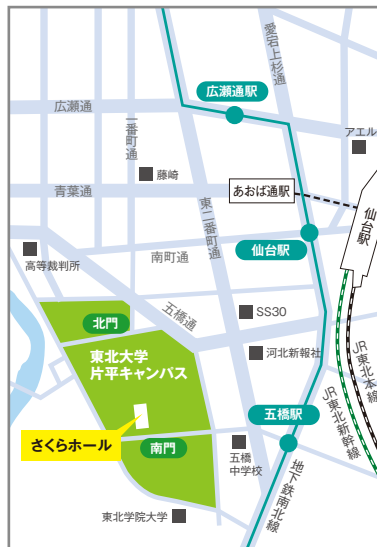 愛宕上杉通
広瀬通駅
広瀬通
一番町通
アエル
藤崎
青葉通
あおば通駅
東二番町通
仙台駅
南町通
仙台駅
高等裁判所
五橋通
北門
SS30
東北大学
片平キャンパス
河北新報社
JR東北本線
JR東北新幹線
さくらホール
五橋駅
南門
五橋
中学校
地下鉄南北線
東北学院大学